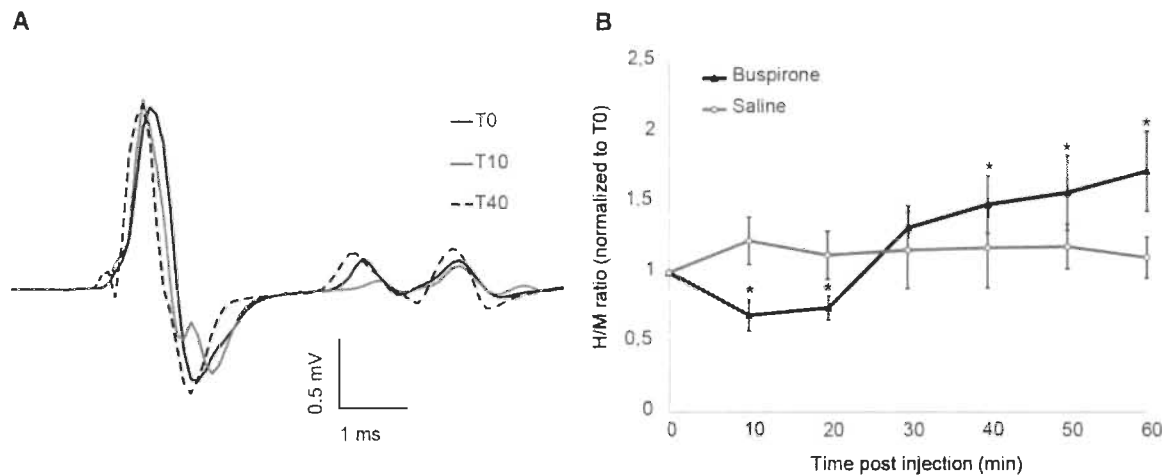 A
T0
T10
T40
0.5 mV
1 ms
B
H/M ratio (normalized to T0)
2,5
2
1,5
1
0,5
0
Buspirone
Saline
*
*
*
*
*
0
10
20
30
40
50
60
Time post injection (min)